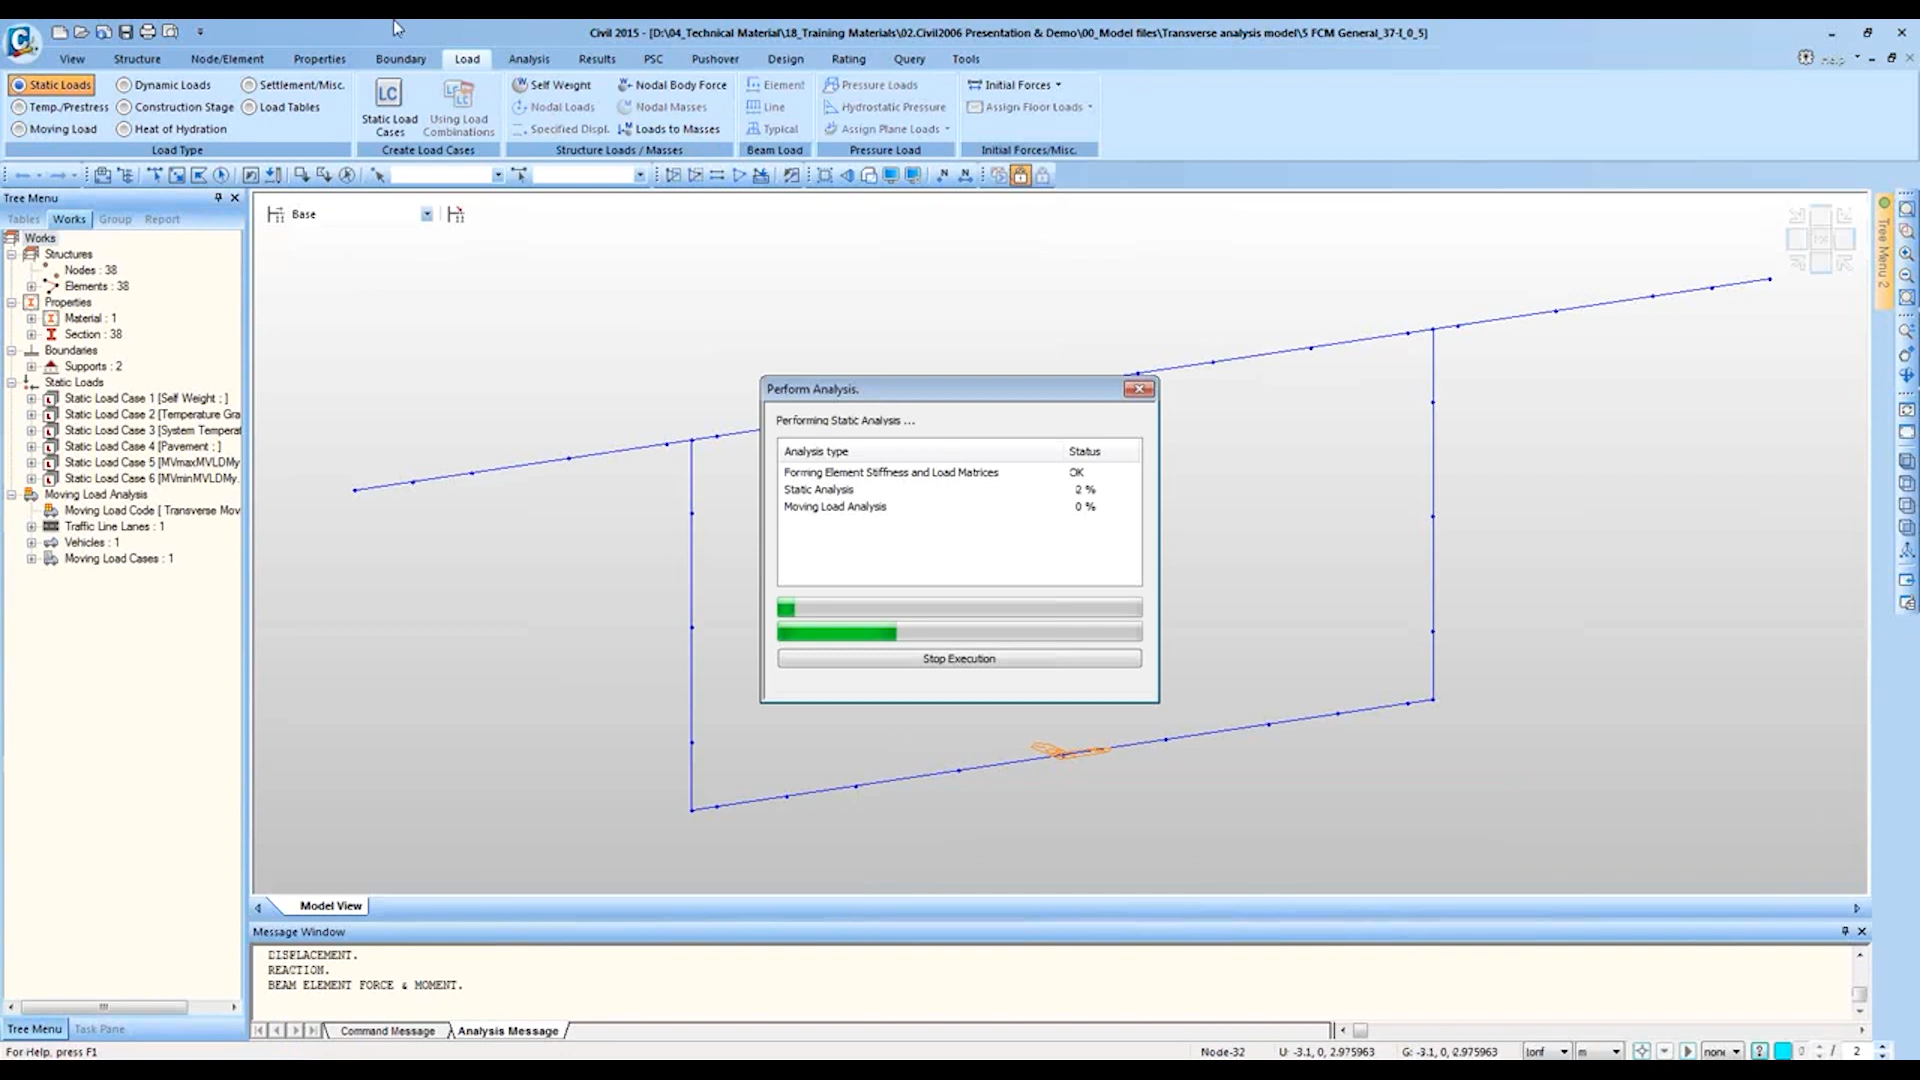 Civil 2015 - [D:\04_Technical Material\18_Training Materials\02.Civil2006 Presentation & Demo\00_Model files\Transverse analysis model\5 FCM General_37-I_0_5]
View Structure Node/Element Properties Boundary Load Analysis Results PSC Pushover Design Rating Query Tools Help
Static Loads Dynamic Loads Settlement/Misc.
Temp./Prestress Construction Stage Load Tables
Moving Load Heat of Hydration
Load Type
LC
Static Load Cases
Using Load Combinations
Create Load Cases
Self Weight Nodal Body Force
Nodal Loads Nodal Masses
Specified Displ. Loads to Masses
Structure Loads / Masses
Element
Line
Typical
Beam Load
Pressure Loads
Hydrostatic Pressure
Assign Plane Loads
Pressure Load
Initial Forces
Assign Floor Loads
Initial Forces/Misc.
Tree Menu
Tables Works Group Report
Works
Structures
Nodes : 38
Elements : 38
Properties
Material : 1
Section : 38
Boundaries
Supports : 2
Static Loads
Static Load Case 1 [Self Weight ; ]
Static Load Case 2 [Temperature Gra
Static Load Case 3 [System Temperat
Static Load Case 4 [Pavement ; ]
Static Load Case 5 [MVmaxMVLDMy
Static Load Case 6 [MVminMVLDMy.
Moving Load Analysis
Moving Load Code [ Transverse Mov
Traffic Line Lanes : 1
Vehicles : 1
Moving Load Cases : 1
Tree Menu Task Pane
Base
Tree Menu 2
Perform Analysis.
Performing Static Analysis ...
Analysis type Status
Forming Element Stiffness and Load Matrices OK
Static Analysis 2 %
Moving Load Analysis 0 %
Stop Execution
Model View
Message Window
DISPLACEMENT.
REACTION.
BEAM ELEMENT FORCE & MOMENT.
Command Message Analysis Message
For Help, press F1
Node-32 U: -3.1, 0, 2.975963 G: -3.1, 0, 2.975963 tonf m none 0 / 2